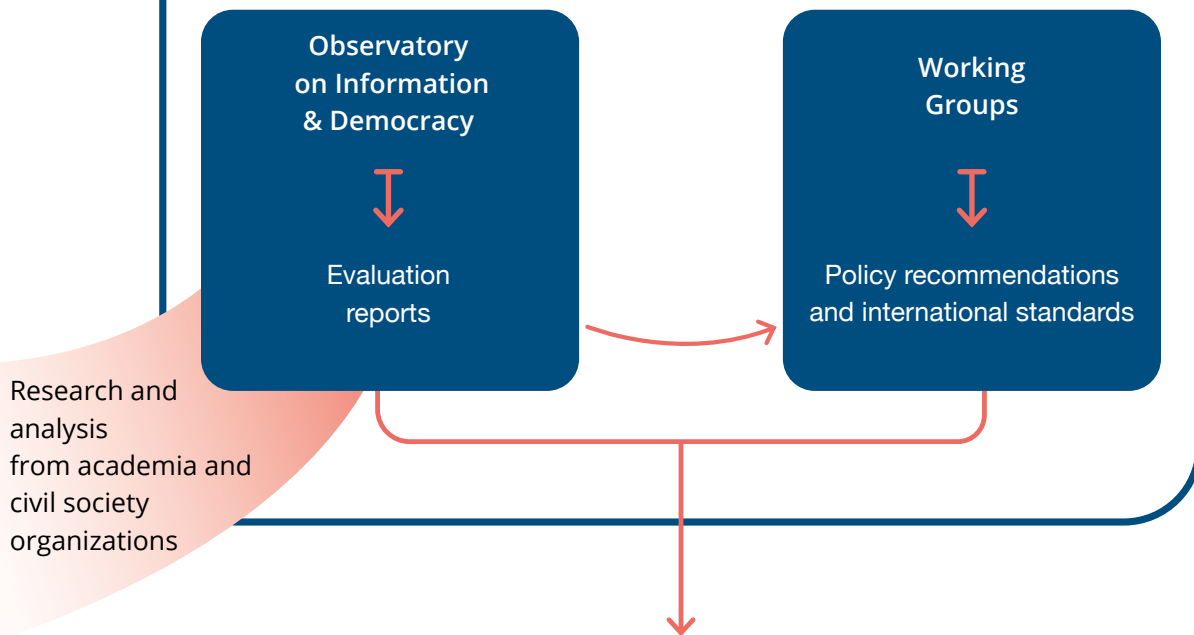 Observatory
on Information
& Democracy
Evaluation
reports
Working
Groups
Policy recommendations
and international standards
Research and
analysis
from academia and
civil society
organizations